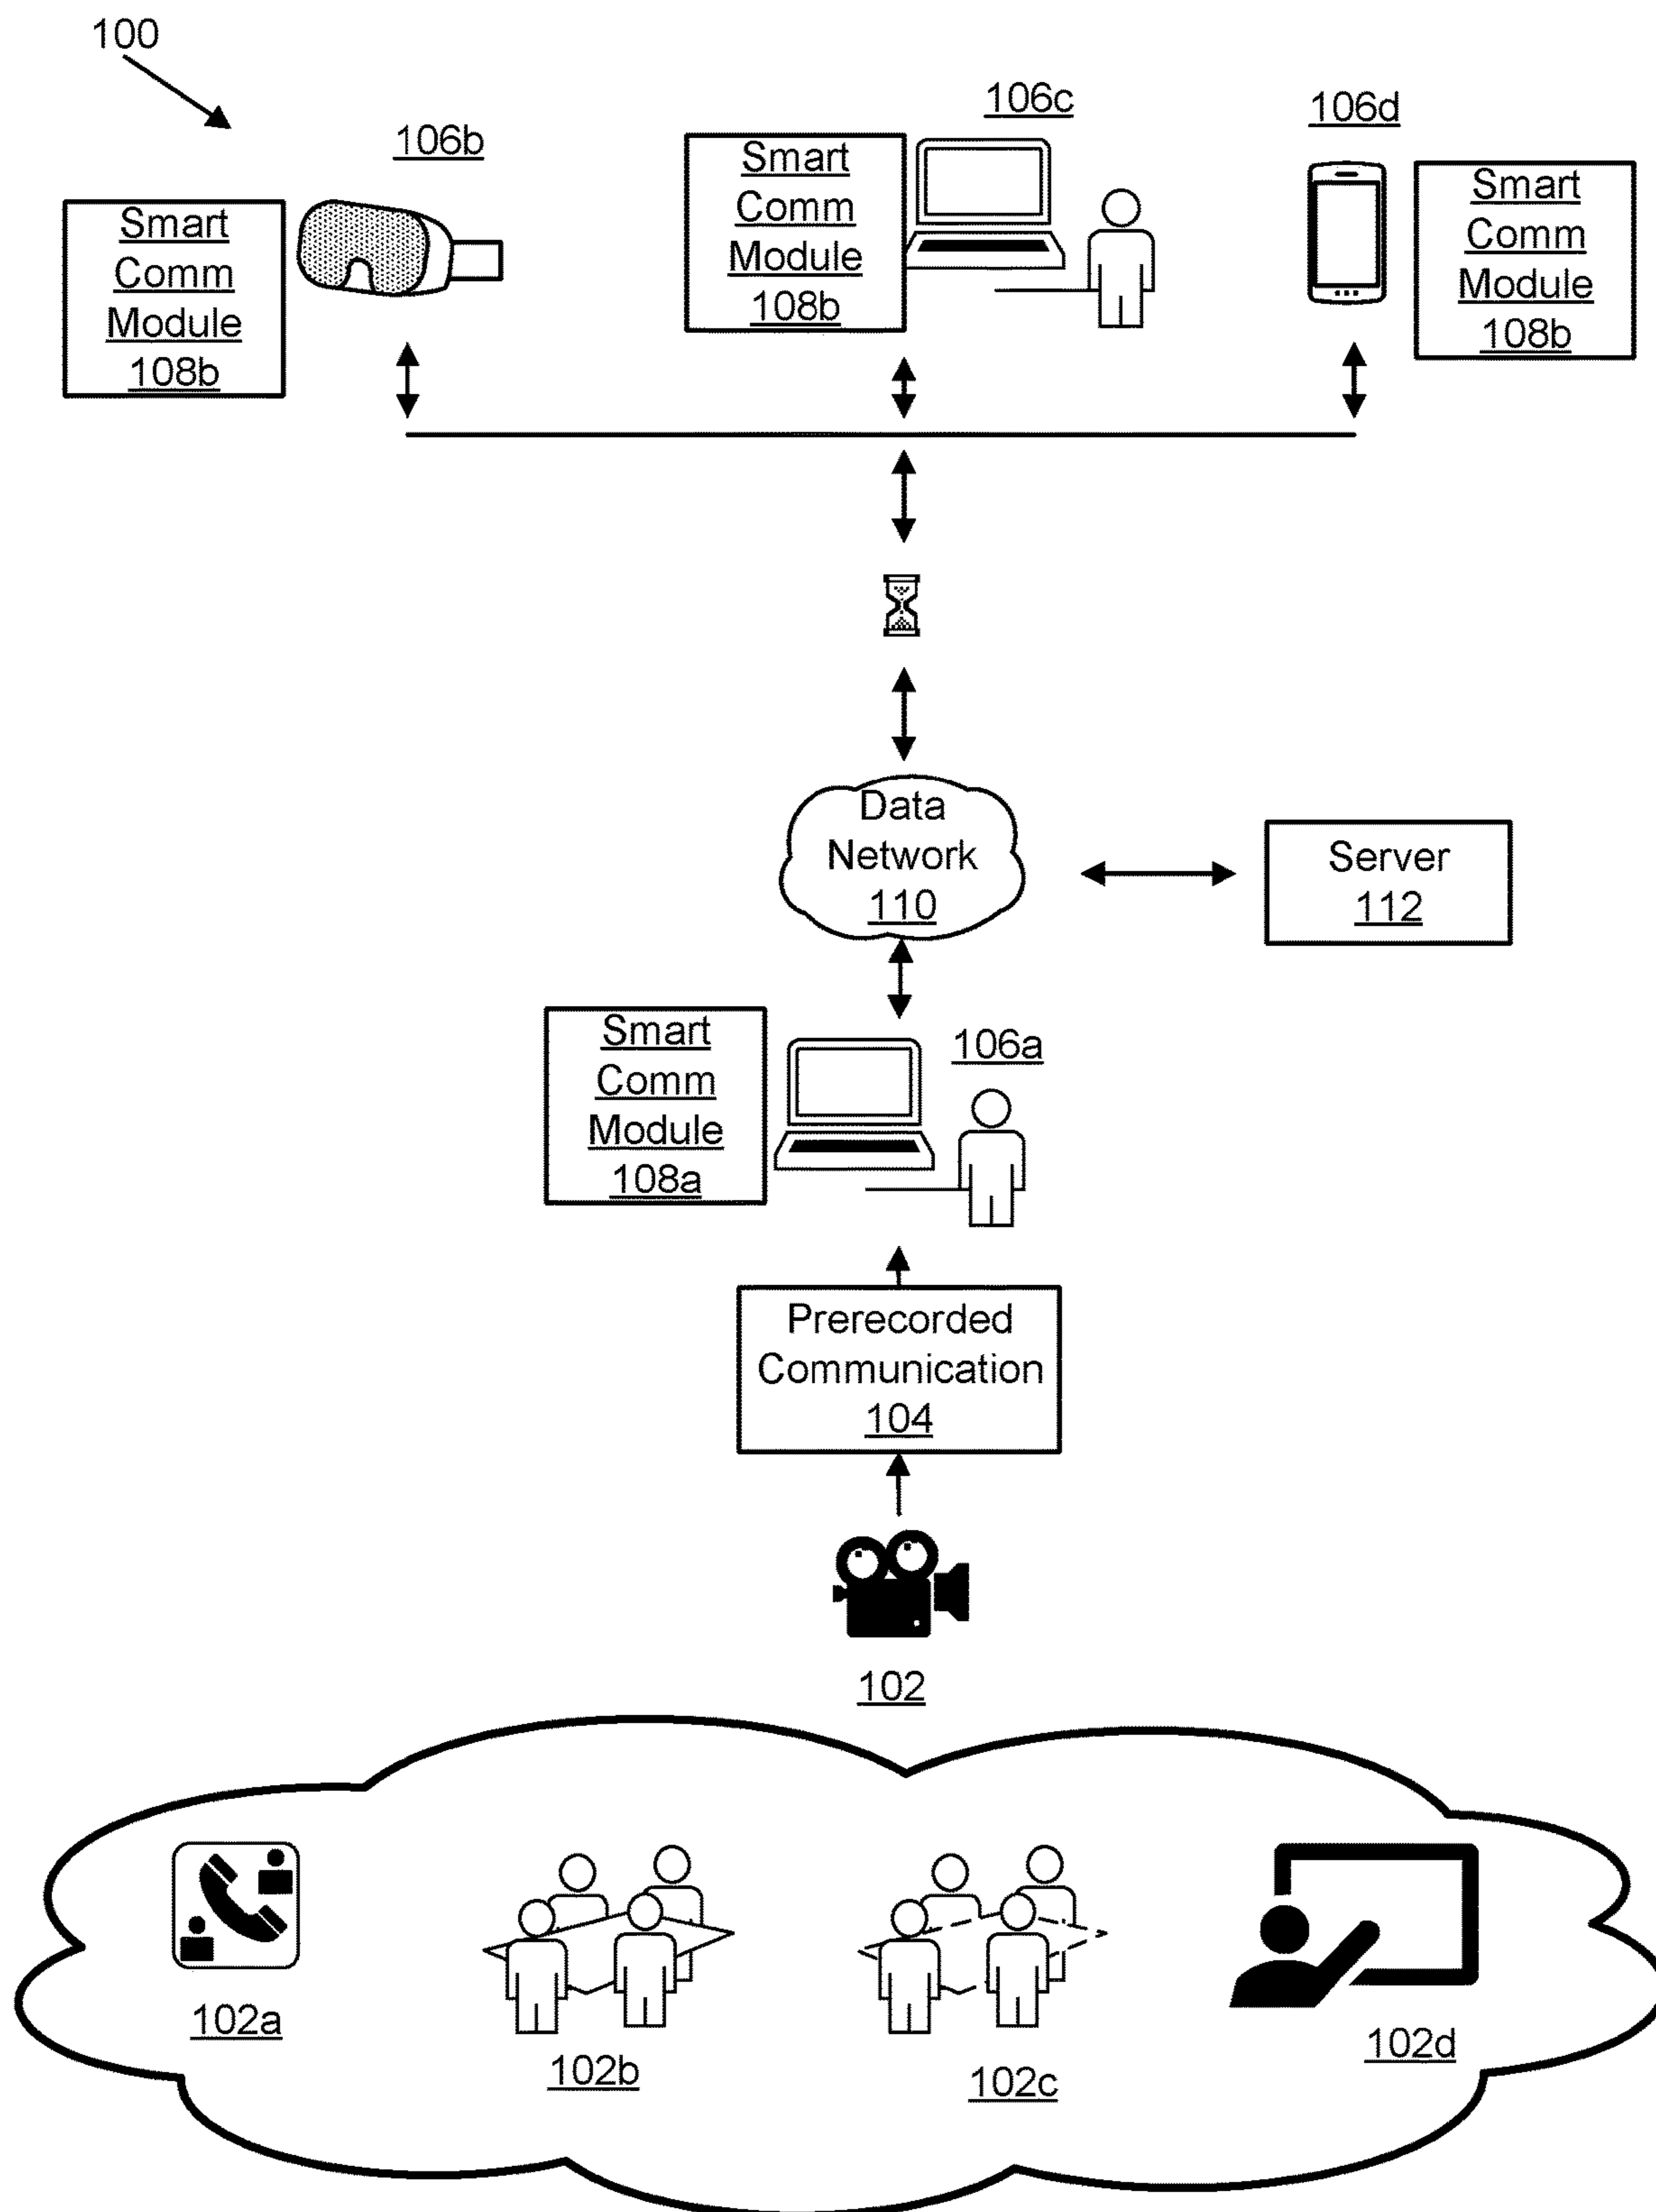 100
106b
106c
106d
Smart
Comm
Module
108b
Smart
Comm
Module
108b
Smart
Comm
Module
108b
Data
Network
110
Server
112
Smart
Comm
Module
108a
106a
Prerecorded
Communication
104
102
102a
102b
102c
102d